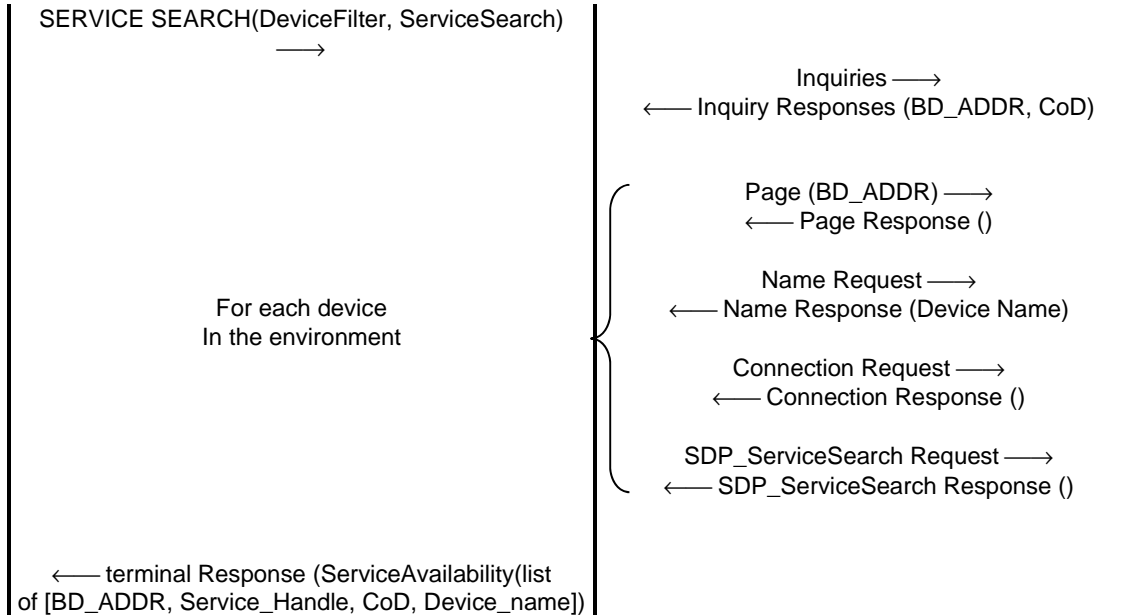 SERVICE SEARCH(DeviceFilter, ServiceSearch)
⟶
Inquiries ⟶
⟵ Inquiry Responses (BD_ADDR, CoD)
Page (BD_ADDR) ⟶
⟵ Page Response ()
Name Request ⟶
⟵ Name Response (Device Name)
For each device
In the environment
Connection Request ⟶
⟵ Connection Response ()
SDP_ServiceSearch Request ⟶
⟵ SDP_ServiceSearch Response ()
⟵ terminal Response (ServiceAvailability(list
of [BD_ADDR, Service_Handle, CoD, Device_name])